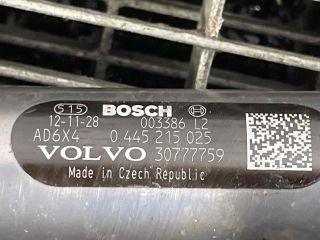 515 BOSCH
12-11-28 003386 L2
AD6X4 0 445 215 025
VOLVO 30777759
Made in Czech Republic